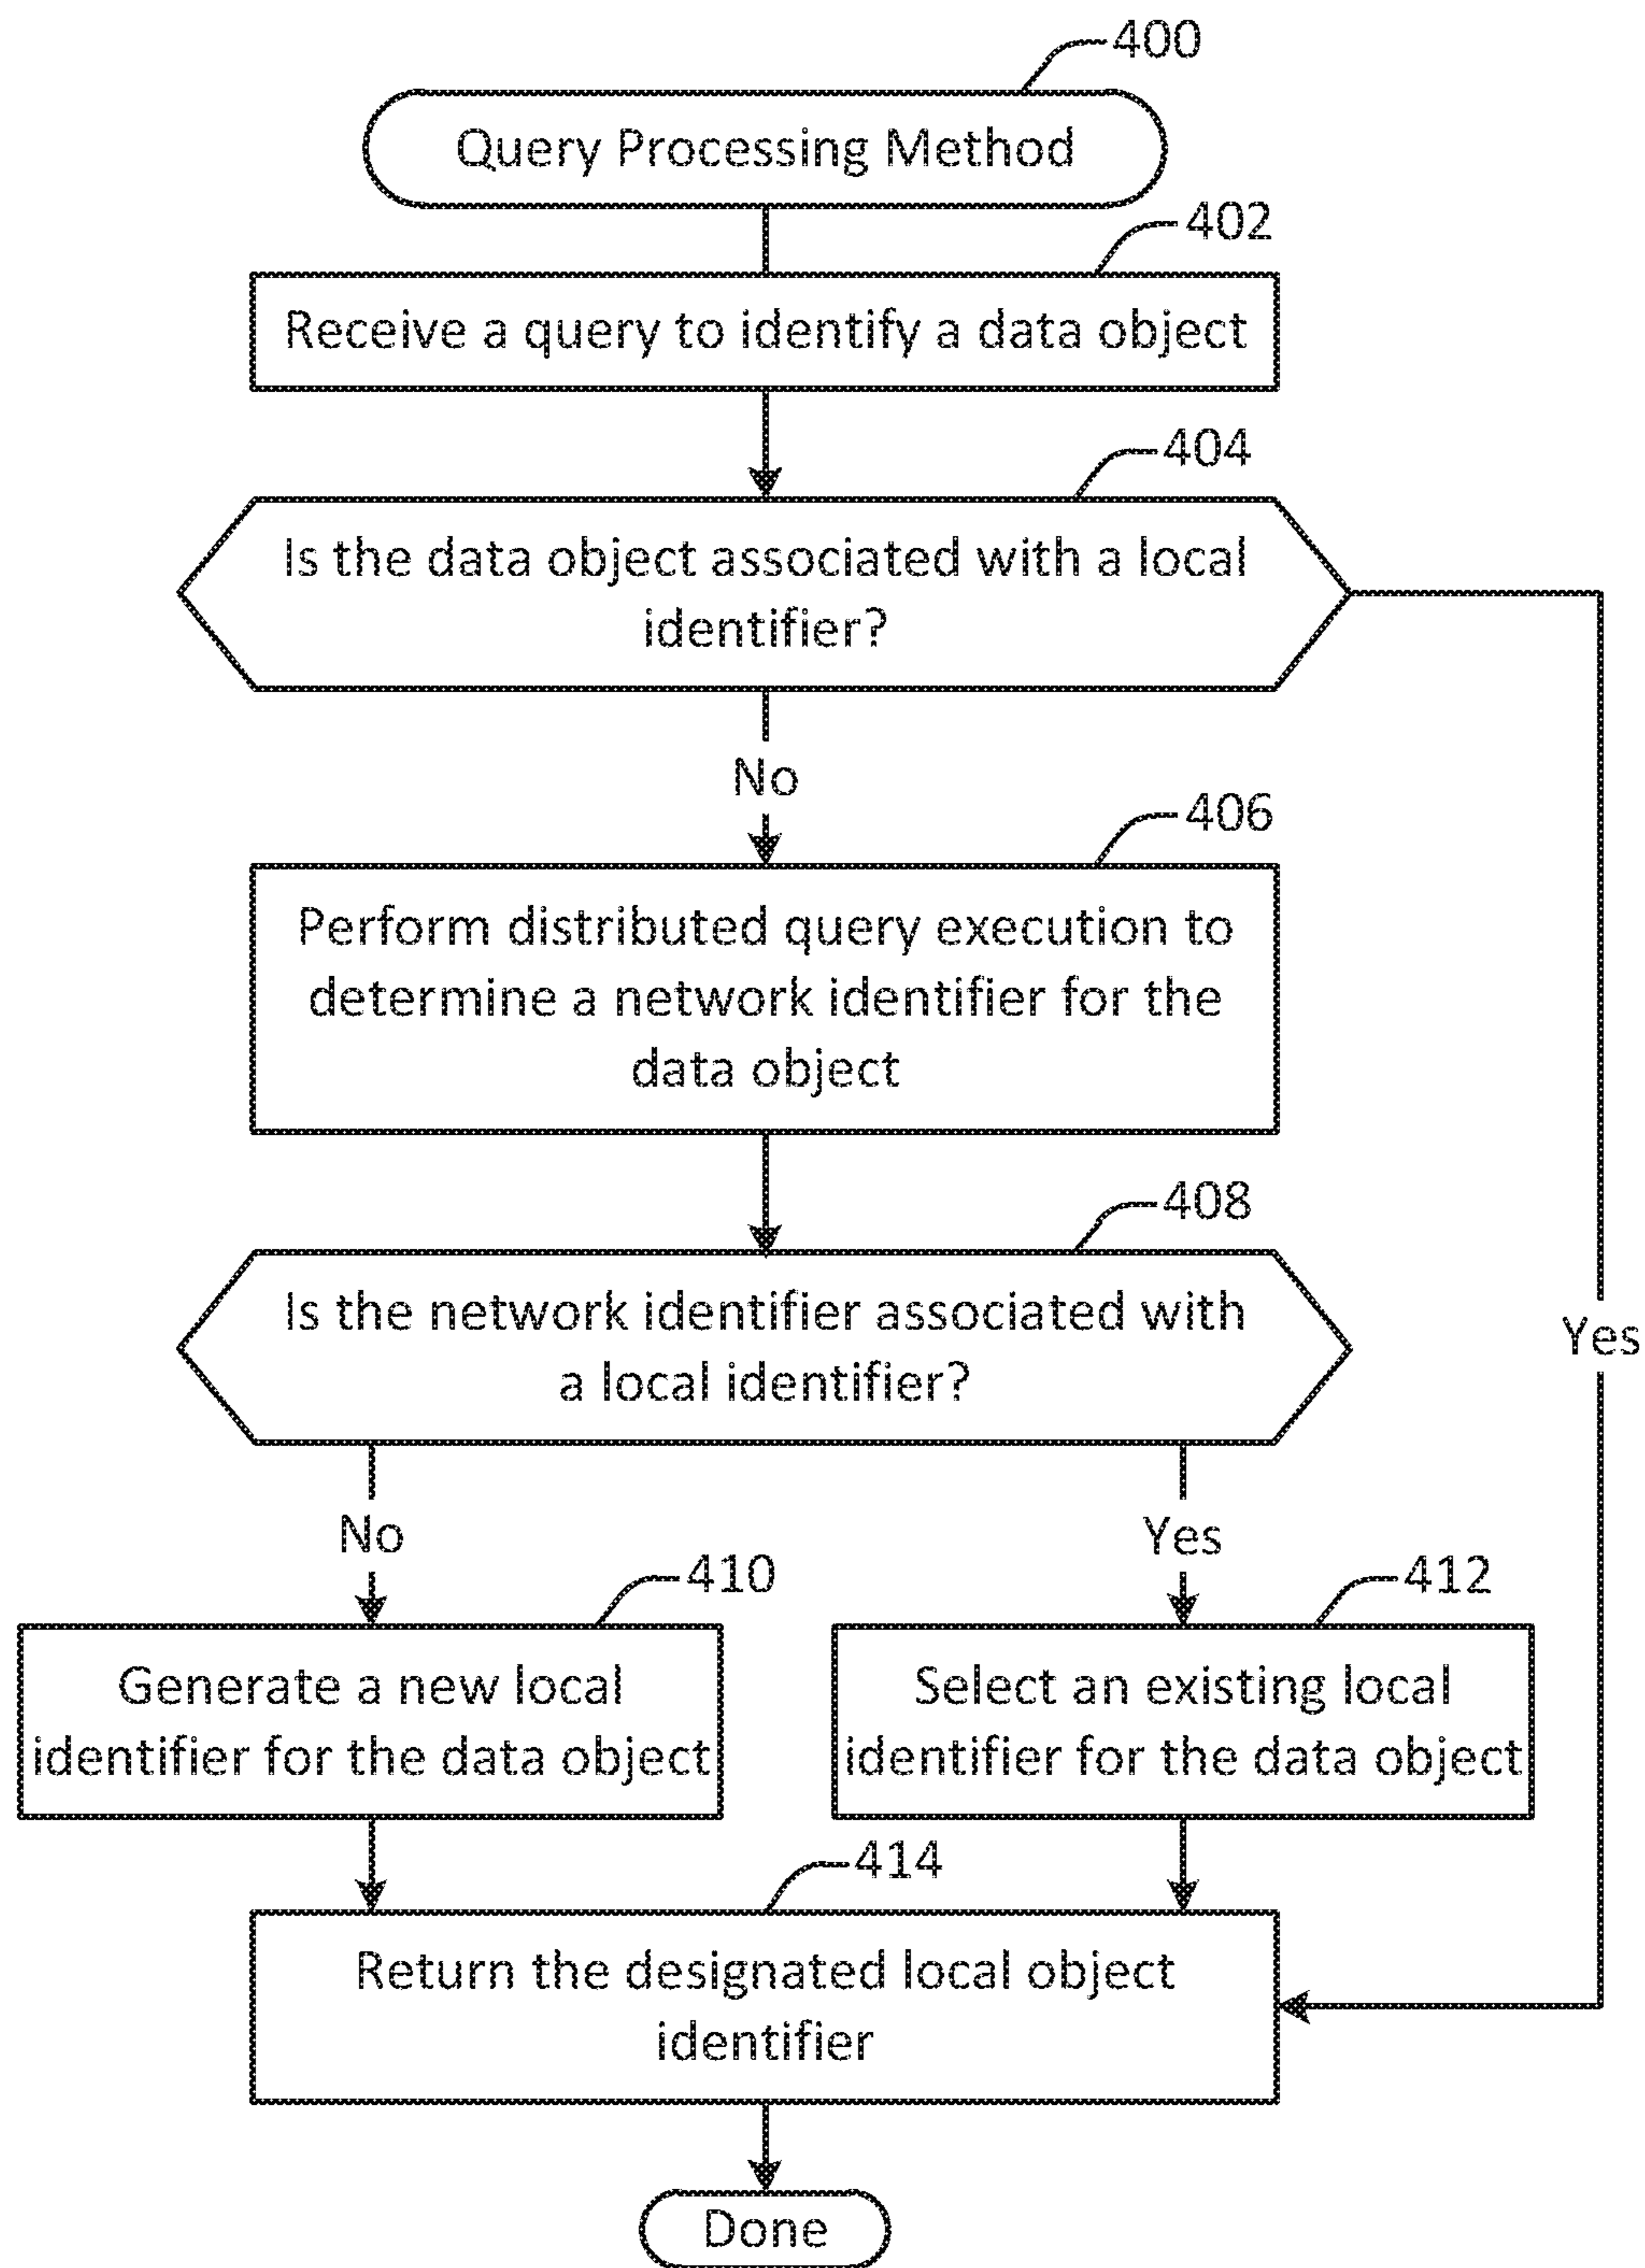 400
Query Processing Method
402
Receive a query to identify a data object
404
Is the data object associated with a local
identifier?
No
406
Perform distributed query execution to
determine a network identifier for the
data object
408
Is the network identifier associated with
a local identifier?
Yes
No
Yes
410
412
Generate a new local
identifier for the data object
Select an existing local
identifier for the data object
414
Return the designated local object
identifier
Done